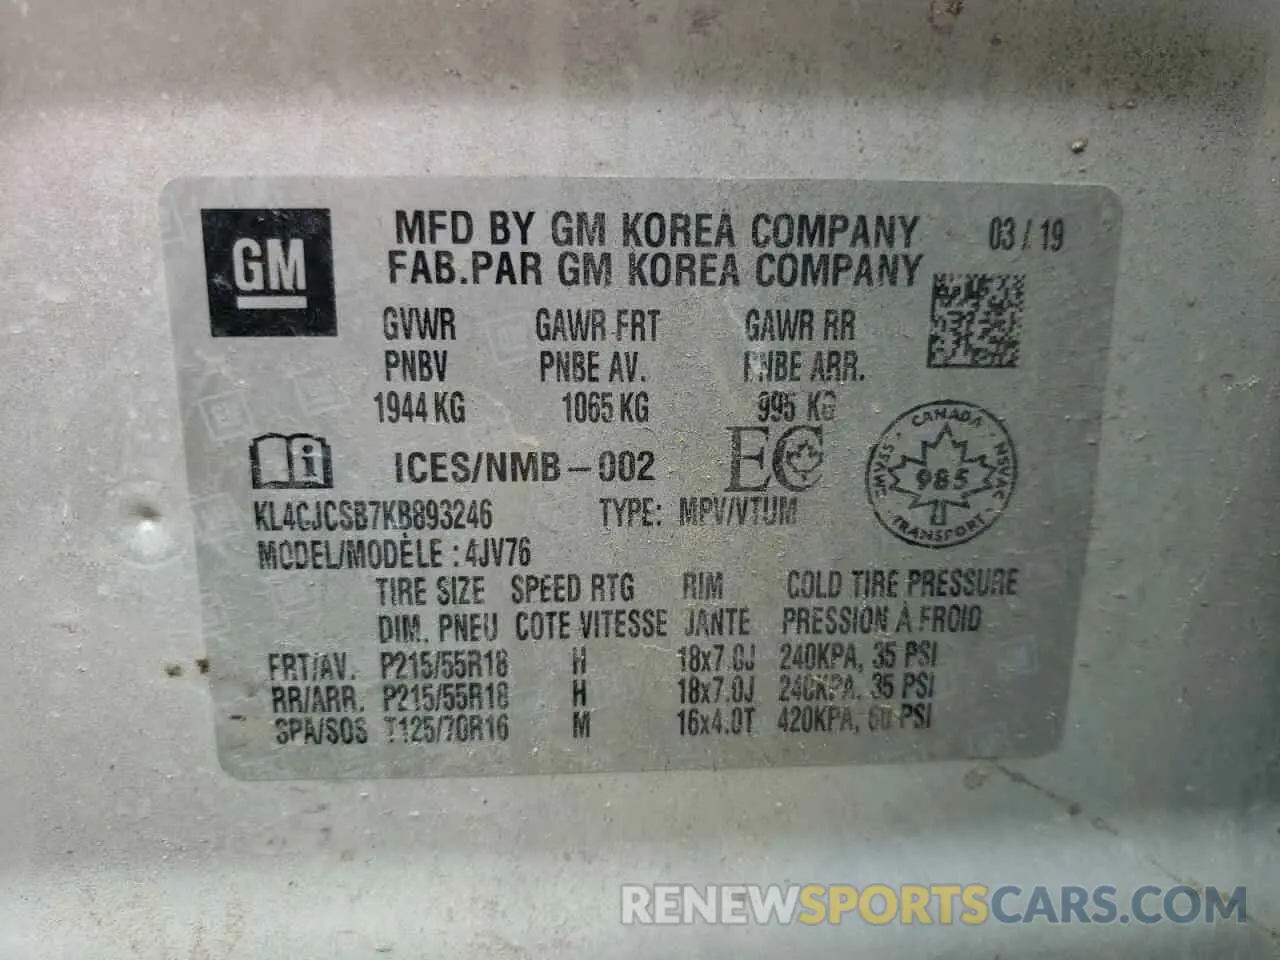 GM
MFD BY GM KOREA COMPANY 03/19
FAB.PAR GM KOREA COMPANY
GVWR GAWR FRT GAWR RR
PNBV PNBE AV. PNBE ARR.
1944 KG 1065 KG 995 KG
ICES/NMB-002 EC
CANADA
NSVAC
TRANSPORT
SSVAC
985
KL4CJCSB7KB893246 TYPE: MPV/VTUM
MODEL/MODÈLE : 4JV76
TIRE SIZE SPEED RTG RIM COLD TIRE PRESSURE
DIM. PNEU COTE VITESSE JANTE PRESSION À FROID
FRT/AV. P215/55R18 H 18x7.0J 240KPA, 35 PSI
RR/ARR. P215/55R18 H 18x7.0J 240KPA, 35 PSI
SPA/SOS T125/70R16 M 16x4.0T 420KPA, 60 PSI
RENEWSPORTSCARS.COM